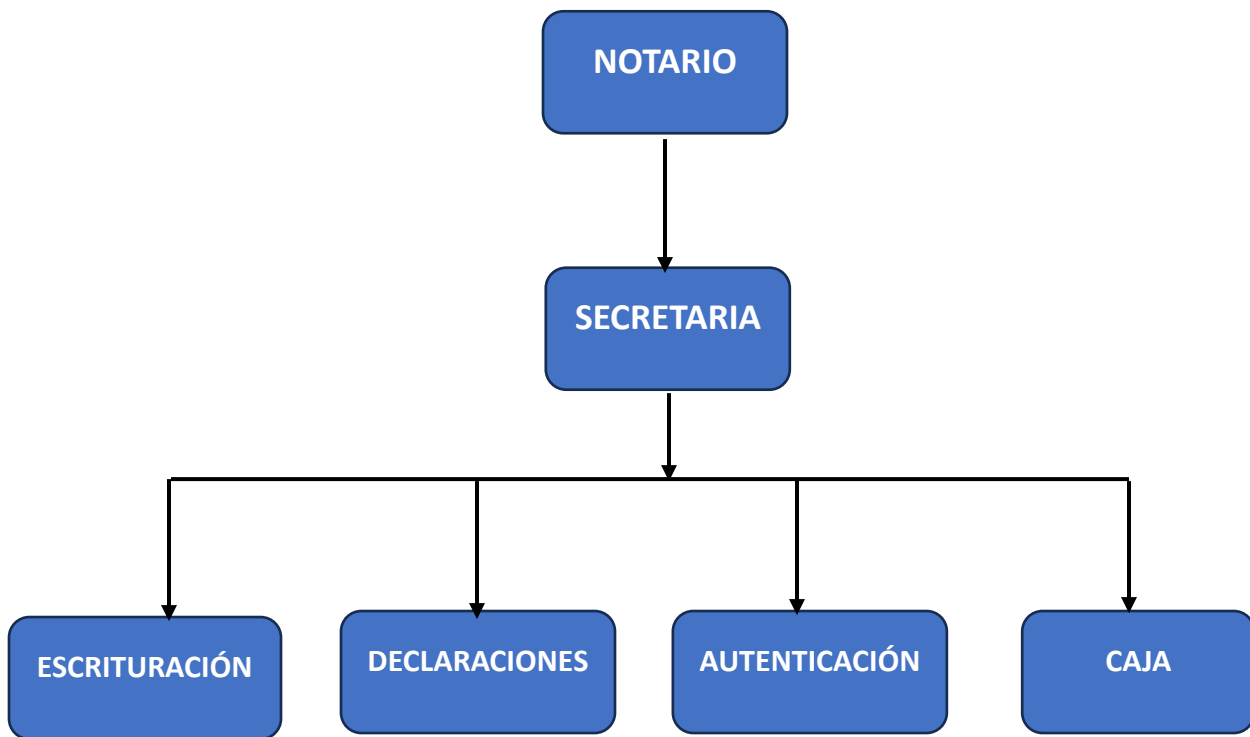 NOTARIO
SECRETARIA
ESCRITURACIÓN
DECLARACIONES
AUTENTICACIÓN
CAJA